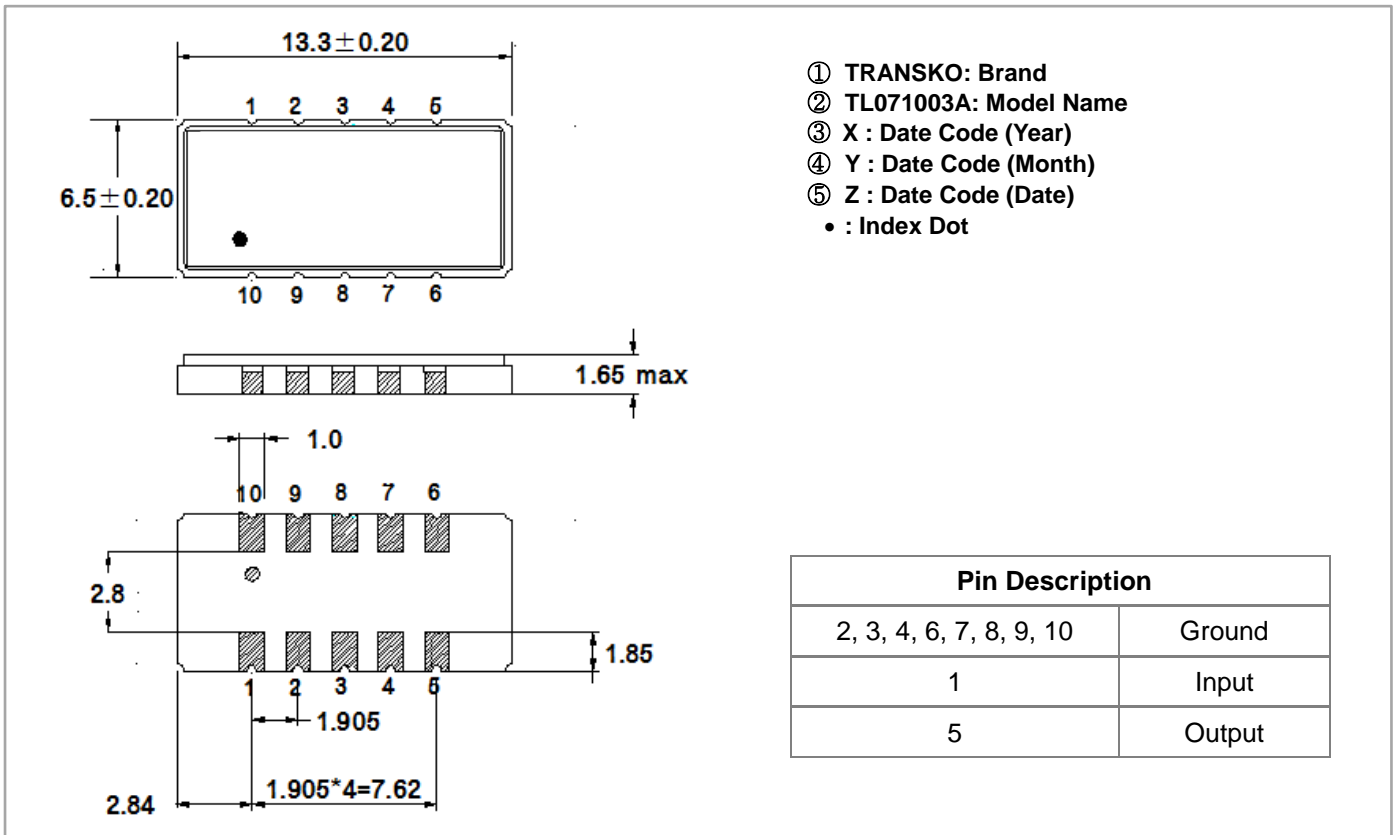 13.3±0.20
1 2 3 4 5
6.5±0.20
10 9 8 7 6
1.65 max
1.0
10 9 8 7 6
2.8
1.85
1 2 3 4 5
1.905
1.905*4=7.62
2.84
① TRANSKO: Brand
② TL071003A: Model Name
③ X : Date Code (Year)
④ Y : Date Code (Month)
⑤ Z : Date Code (Date)
• : Index Dot
Pin Description
2, 3, 4, 6, 7, 8, 9, 10 Ground
1 Input
5 Output